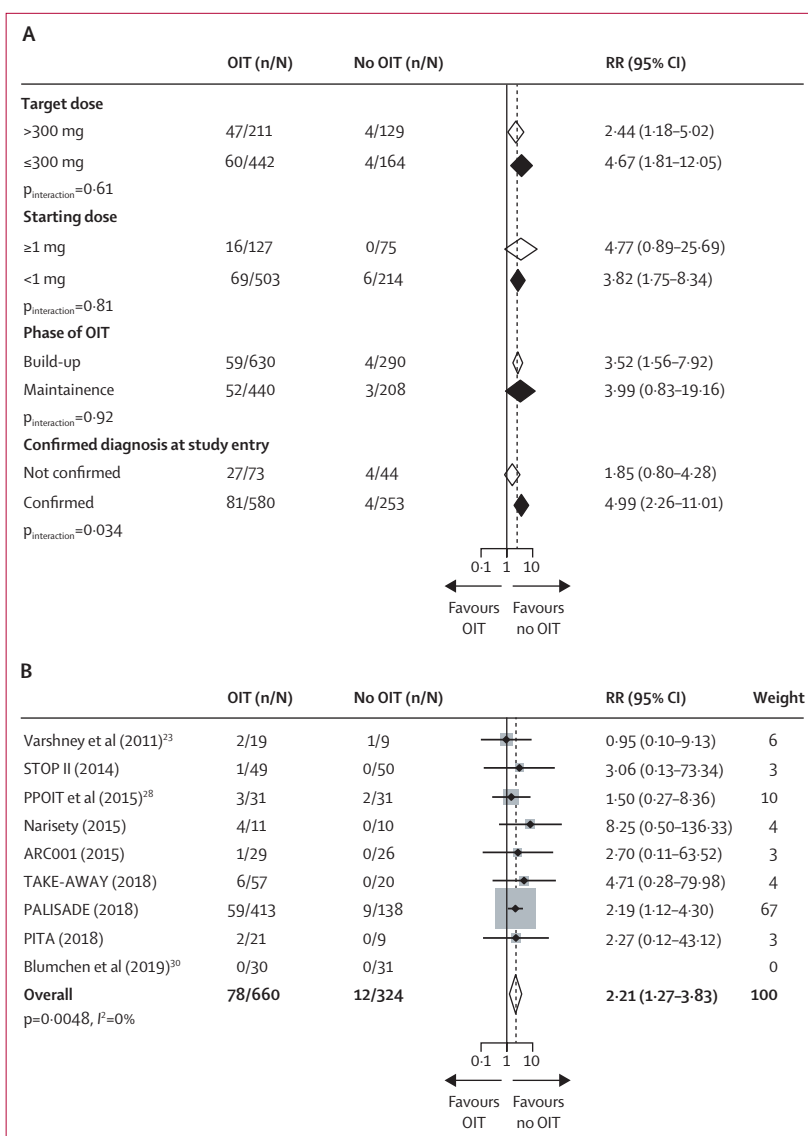 A
OIT (n/N) No OIT (n/N) RR (95% CI)
Target dose
>300 mg 47/211 4/129 2·44 (1·18–5·02)
≤300 mg 60/442 4/164 4·67 (1·81–12·05)
pinteraction=0·61
Starting dose
≥1 mg 16/127 0/75 4·77 (0·89–25·69)
<1 mg 69/503 6/214 3·82 (1·75–8·34)
pinteraction=0·81
Phase of OIT
Build-up 59/630 4/290 3·52 (1·56–7·92)
Maintainence 52/440 3/208 3·99 (0·83–19·16)
pinteraction=0·92
Confirmed diagnosis at study entry
Not confirmed 27/73 4/44 1·85 (0·80–4·28)
Confirmed 81/580 4/253 4·99 (2·26–11·01)
pinteraction=0·034
0·1 1 10
Favours Favours
OIT no OIT
B
OIT (n/N) No OIT (n/N) RR (95% CI) Weight
Varshney et al (2011)23 2/19 1/9 0·95 (0·10–9·13) 6
STOP II (2014) 1/49 0/50 3·06 (0·13–73·34) 3
PPOIT et al (2015)28 3/31 2/31 1·50 (0·27–8·36) 10
Narisety (2015) 4/11 0/10 8·25 (0·50–136·33) 4
ARC001 (2015) 1/29 0/26 2·70 (0·11–63·52) 3
TAKE-AWAY (2018) 6/57 0/20 4·71 (0·28–79·98) 4
PALISADE (2018) 59/413 9/138 2·19 (1·12–4·30) 67
PITA (2018) 2/21 0/9 2·27 (0·12–43·12) 3
Blumchen et al (2019)30 0/30 0/31 0
Overall 78/660 12/324 2·21 (1·27–3·83) 100
p=0·0048, I²=0%
0·1 1 10
Favours Favours
OIT no OIT